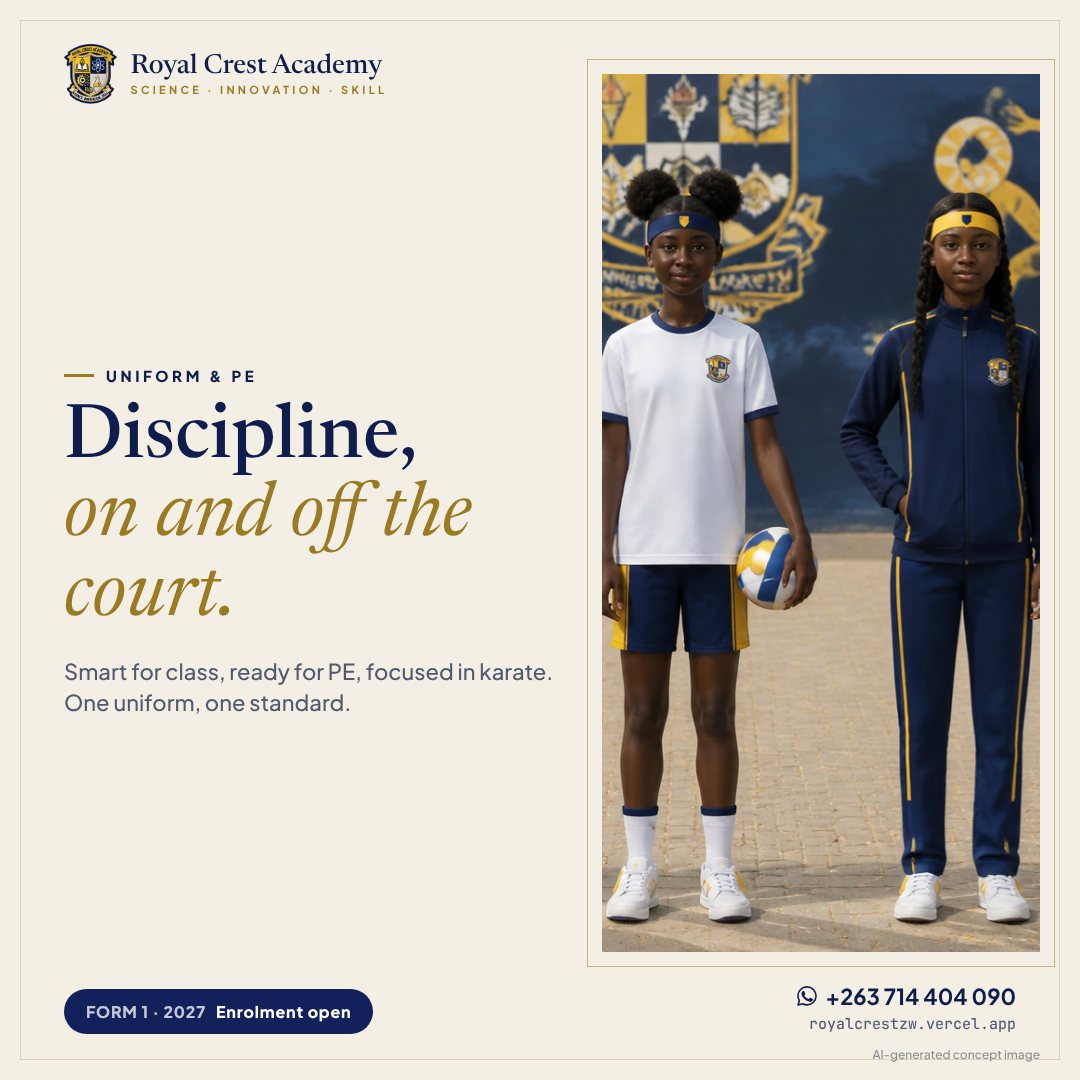 Royal Crest Academy
SCIENCE · INNOVATION · SKILL
UNIFORM & PE
Discipline,
on and off the
court.
Smart for class, ready for PE, focused in karate.
One uniform, one standard.
FORM 1 · 2027 Enrolment open
+263 714 404 090
royalcrestzw.vercel.app
AI-generated concept image